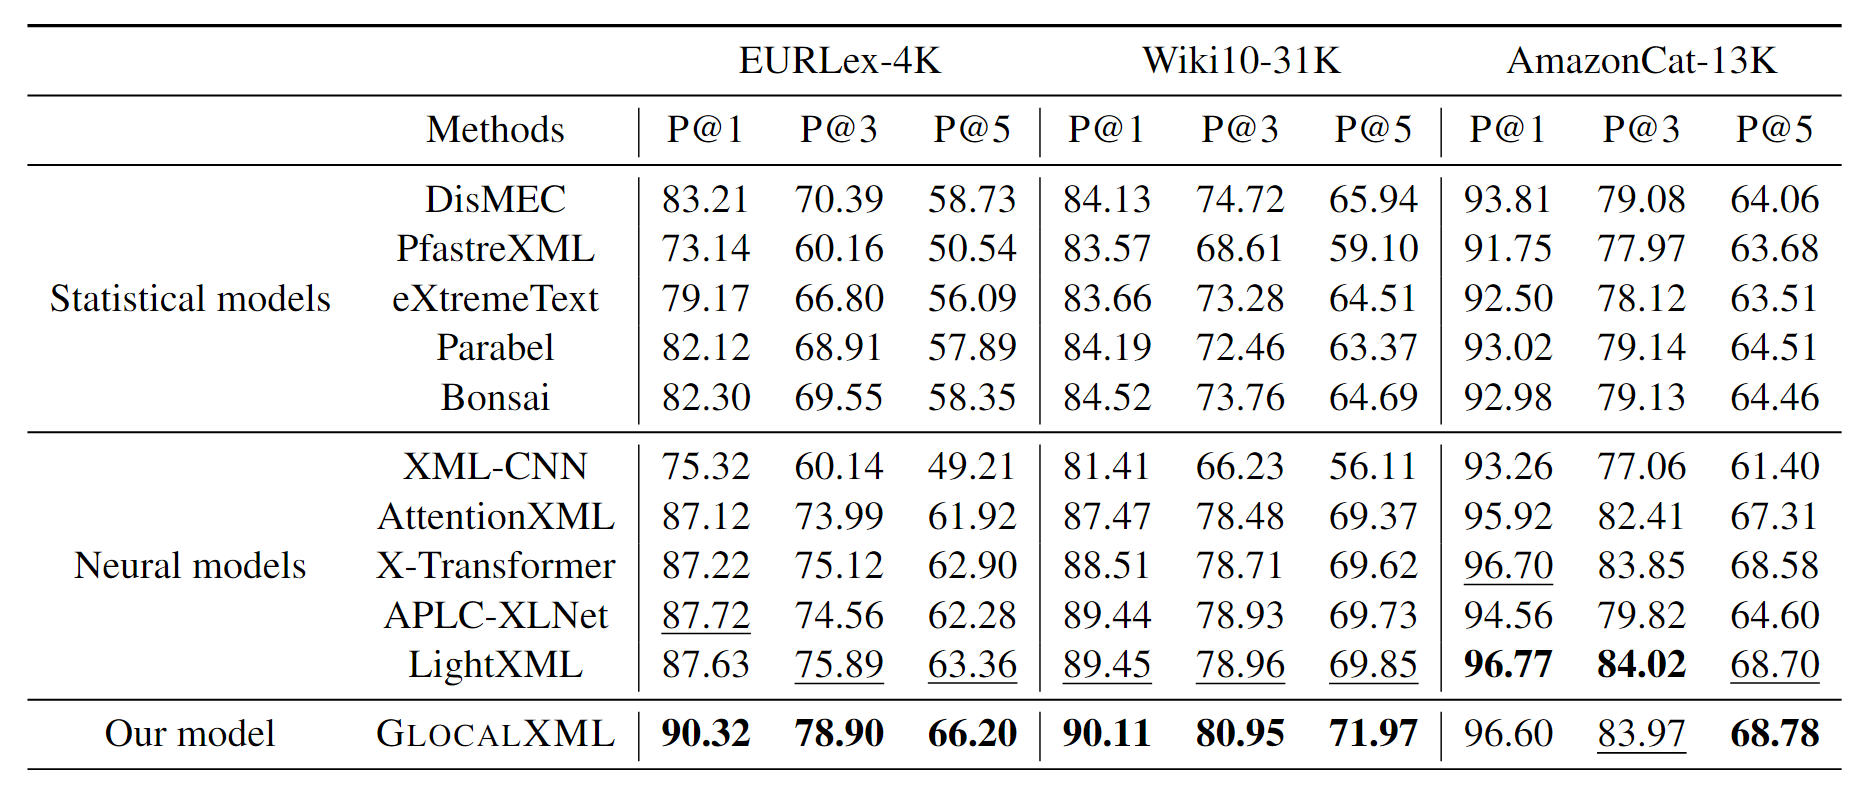 EURLex-4K Wiki10-31K AmazonCat-13K
Methods P@1 P@3 P@5 P@1 P@3 P@5 P@1 P@3 P@5
DisMEC 83.21 70.39 58.73 84.13 74.72 65.94 93.81 79.08 64.06
PfastreXML 73.14 60.16 50.54 83.57 68.61 59.10 91.75 77.97 63.68
Statistical models eXtremeText 79.17 66.80 56.09 83.66 73.28 64.51 92.50 78.12 63.51
Parabel 82.12 68.91 57.89 84.19 72.46 63.37 93.02 79.14 64.51
Bonsai 82.30 69.55 58.35 84.52 73.76 64.69 92.98 79.13 64.46
XML-CNN 75.32 60.14 49.21 81.41 66.23 56.11 93.26 77.06 61.40
AttentionXML 87.12 73.99 61.92 87.47 78.48 69.37 95.92 82.41 67.31
Neural models X-Transformer 87.22 75.12 62.90 88.51 78.71 69.62 96.70 83.85 68.58
APLC-XLNet 87.72 74.56 62.28 89.44 78.93 69.73 94.56 79.82 64.60
LightXML 87.63 75.89 63.36 89.45 78.96 69.85 96.77 84.02 68.70
Our model GLOCALXML 90.32 78.90 66.20 90.11 80.95 71.97 96.60 83.97 68.78